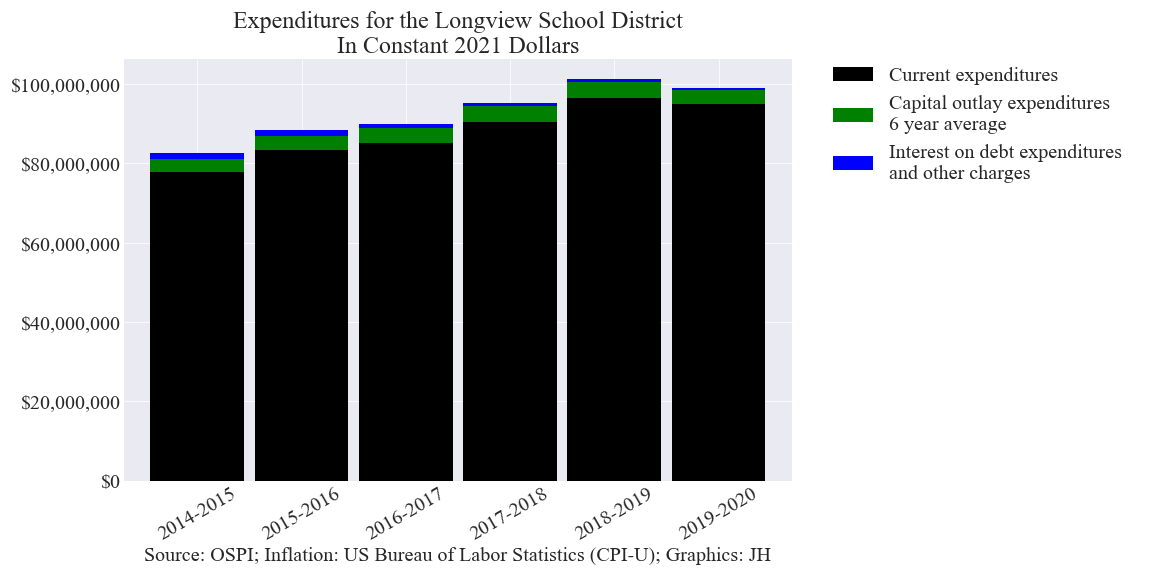 Expenditures for the Longview School District
In Constant 2021 Dollars
$100,000,000
$80,000,000
$60,000,000
$40,000,000
$20,000,000
$0
2014-2015
2015-2016
2016-2017
2017-2018
2018-2019
2019-2020
Source: OSPI; Inflation: US Bureau of Labor Statistics (CPI-U); Graphics: JH
Current expenditures
Capital outlay expenditures
6 year average
Interest on debt expenditures
and other charges